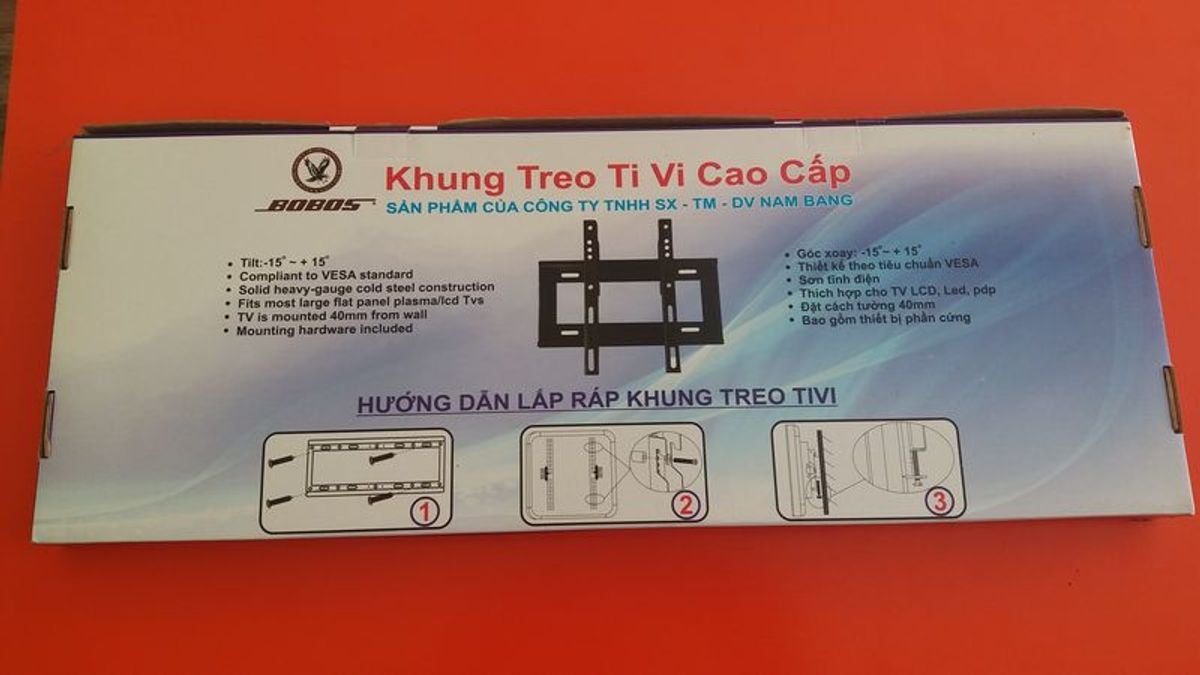 BOBOS
Khung Treo Ti Vi Cao Cấp
SẢN PHẨM CỦA CÔNG TY TNHH SX - TM - DV NAM BANG
• Tilt:-15° ~ + 15°
• Compliant to VESA standard
• Solid heavy-gauge cold steel construction
• Fits most large flat panel plasma/lcd Tvs
• TV is mounted 40mm from wall
• Mounting hardware included
• Góc xoay: -15°~ + 15°
• Thiết kế theo tiêu chuẩn VESA
• Sơn tĩnh điện
• Thích hợp cho TV LCD, Led, pdp
• Đặt cách tường 40mm
• Bao gồm thiết bị phần cứng
HƯỚNG DẪN LẮP RÁP KHUNG TREO TIVI
1
2
3